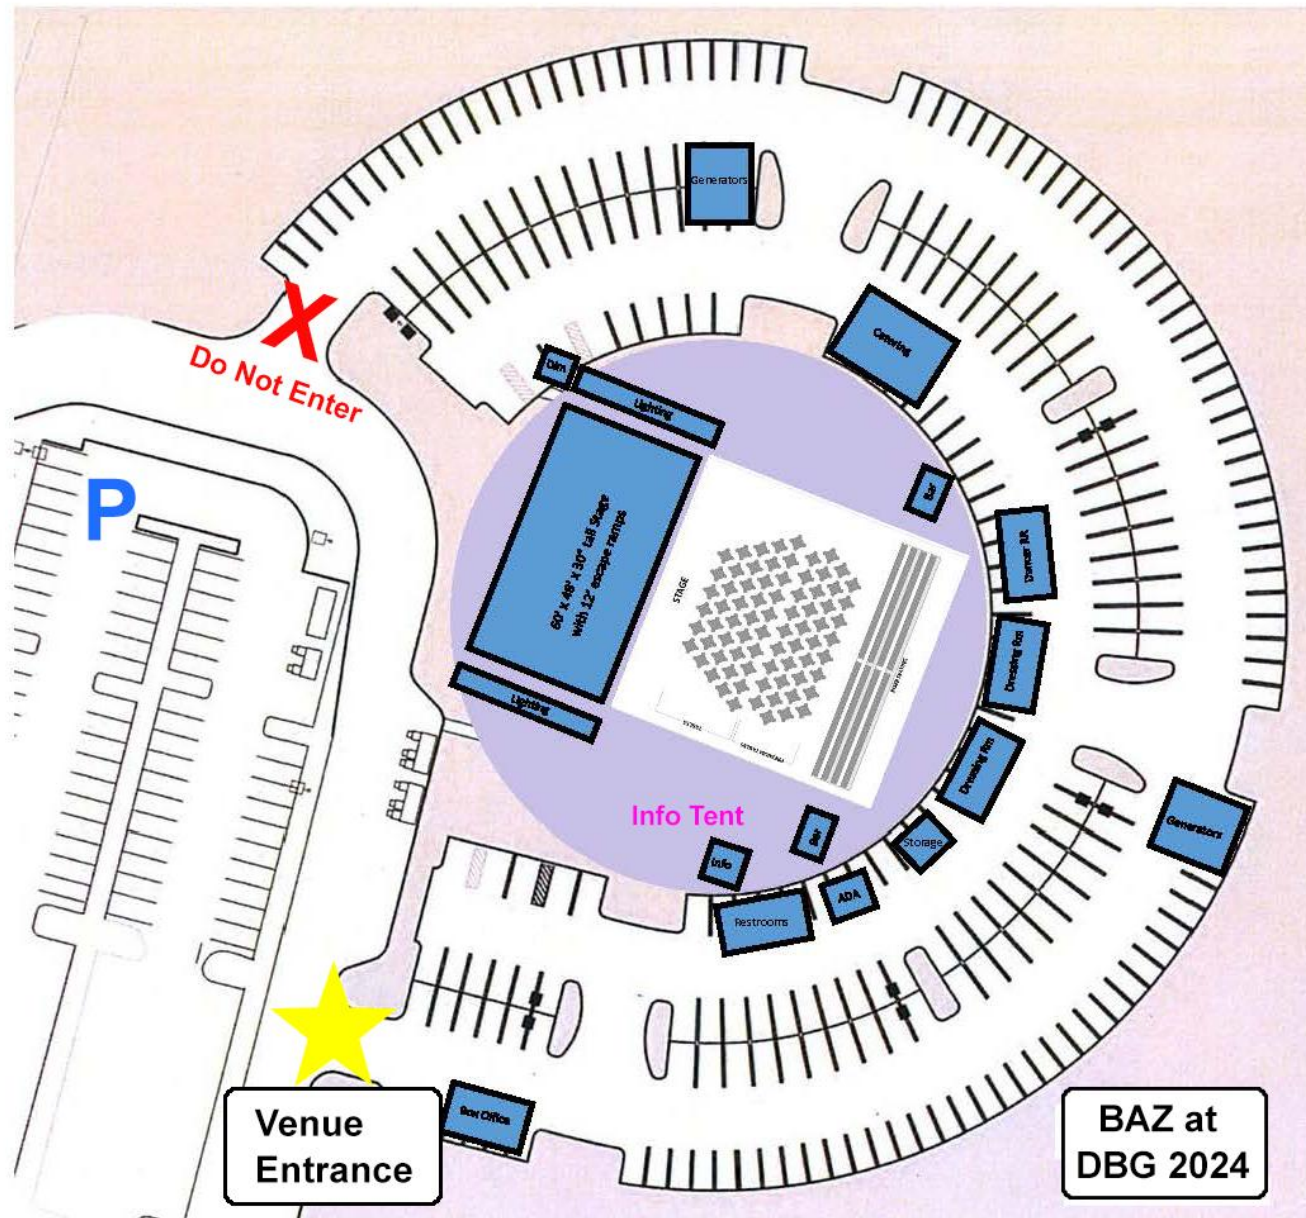 Generators
X
Do Not Enter
Catering
Dim
Lighting
P
Bar
60' x 48' x 30" tall Stage
with 12' escape ramps
STAGE
Dancer RR
Dressing Rm
Lighting
Dressing Rm
Info Tent
Generators
Bar
Storage
Info
ADA
Restrooms
Box Office
Venue
Entrance
BAZ at
DBG 2024